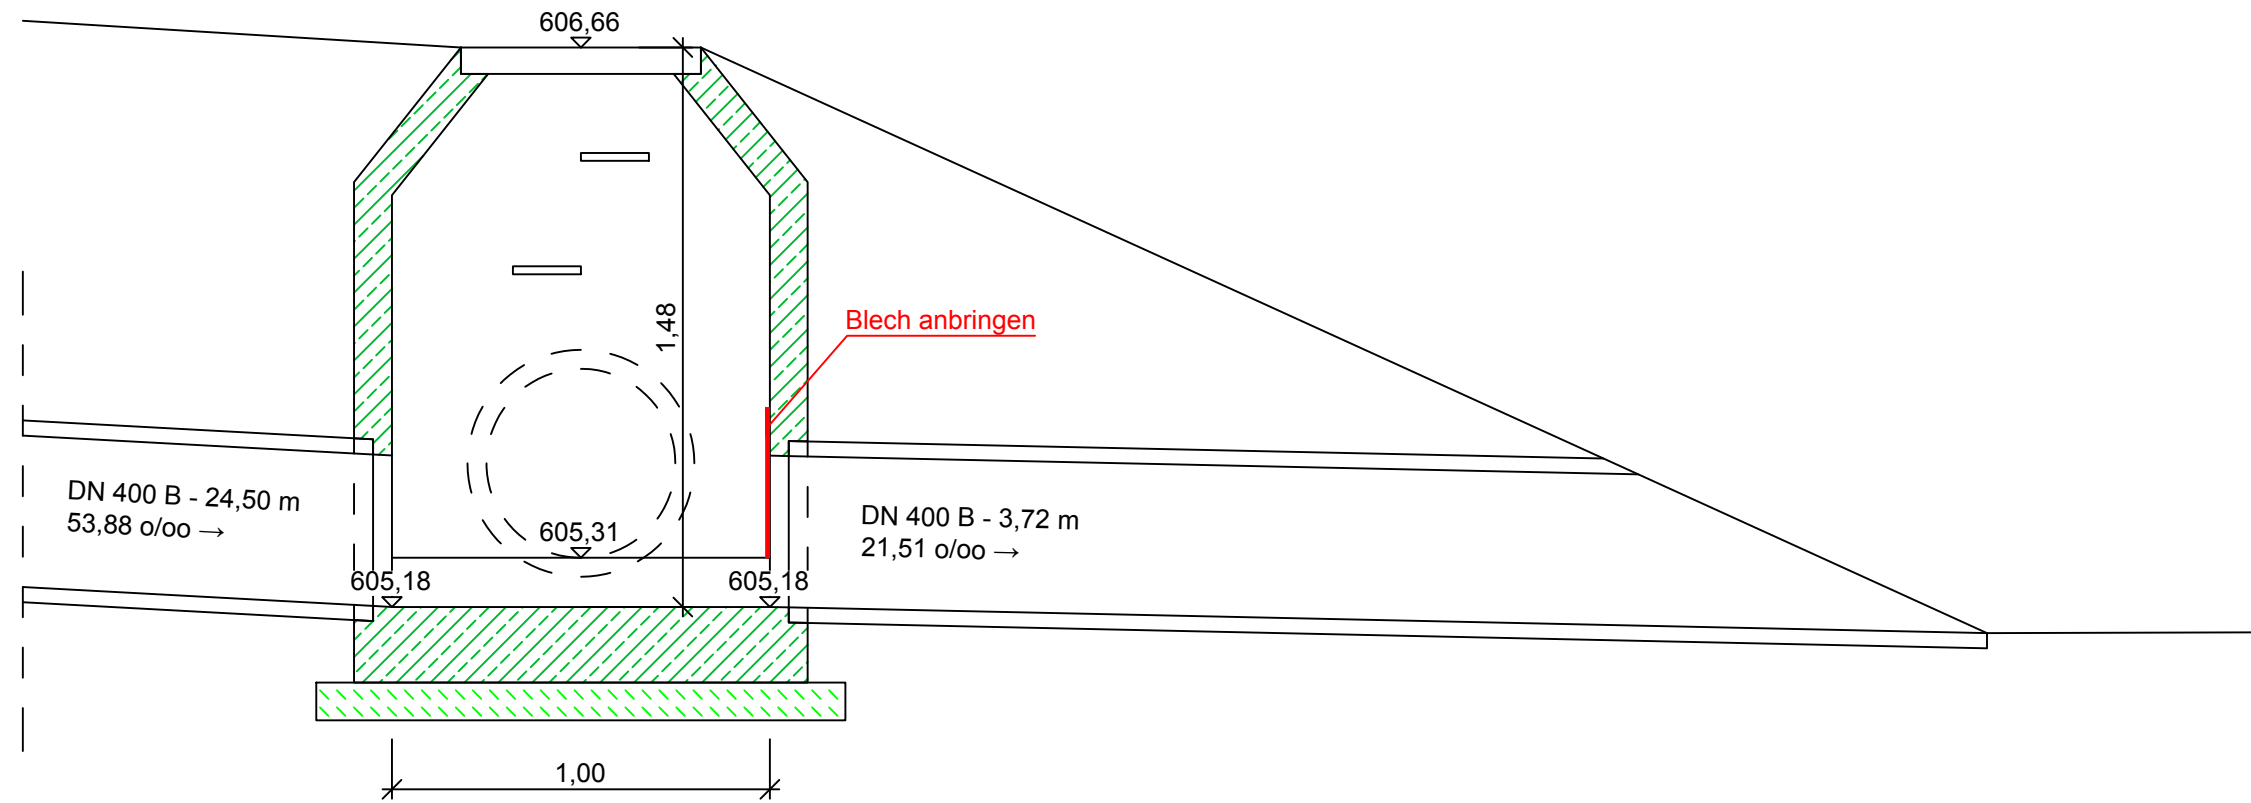 606,66
1,48
Blech anbringen
DN 400 B - 24,50 m
53,88 o/oo →
605,31
DN 400 B - 3,72 m
21,51 o/oo →
605,18
605,18
1,00